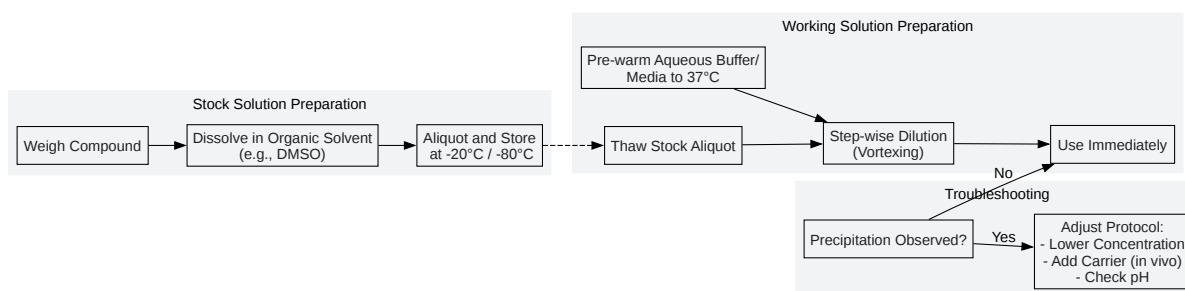 Working Solution Preparation
Pre-warm Aqueous Buffer/
Media to 37°C
Stock Solution Preparation
Weigh Compound
Dissolve in Organic Solvent
(e.g., DMSO)
Aliquot and Store
at -20°C / -80°C
Thaw Stock Aliquot
Step-wise Dilution
(Vortexing)
Use Immediately
No
Troubleshooting
Precipitation Observed?
Yes
Adjust Protocol:
- Lower Concentration
- Add Carrier (in vivo)
- Check pH